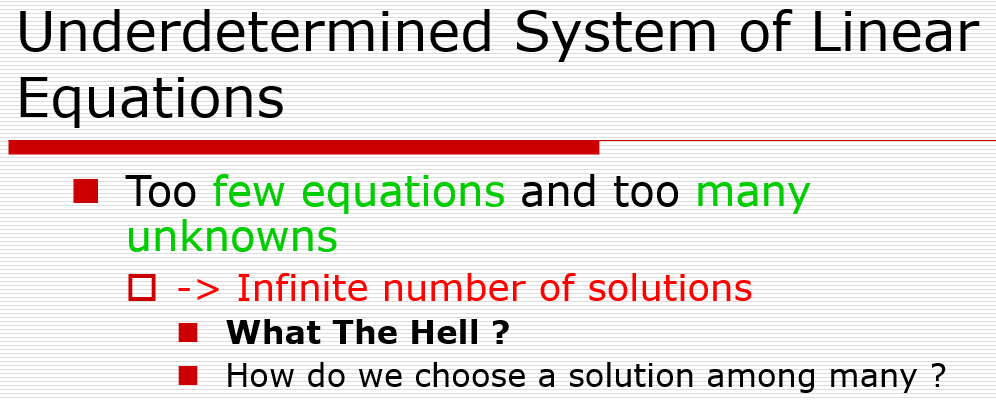 Underdetermined System of Linear
Equations
Too few equations and too many
unknowns
-> Infinite number of solutions
What The Hell ?
How do we choose a solution among many ?